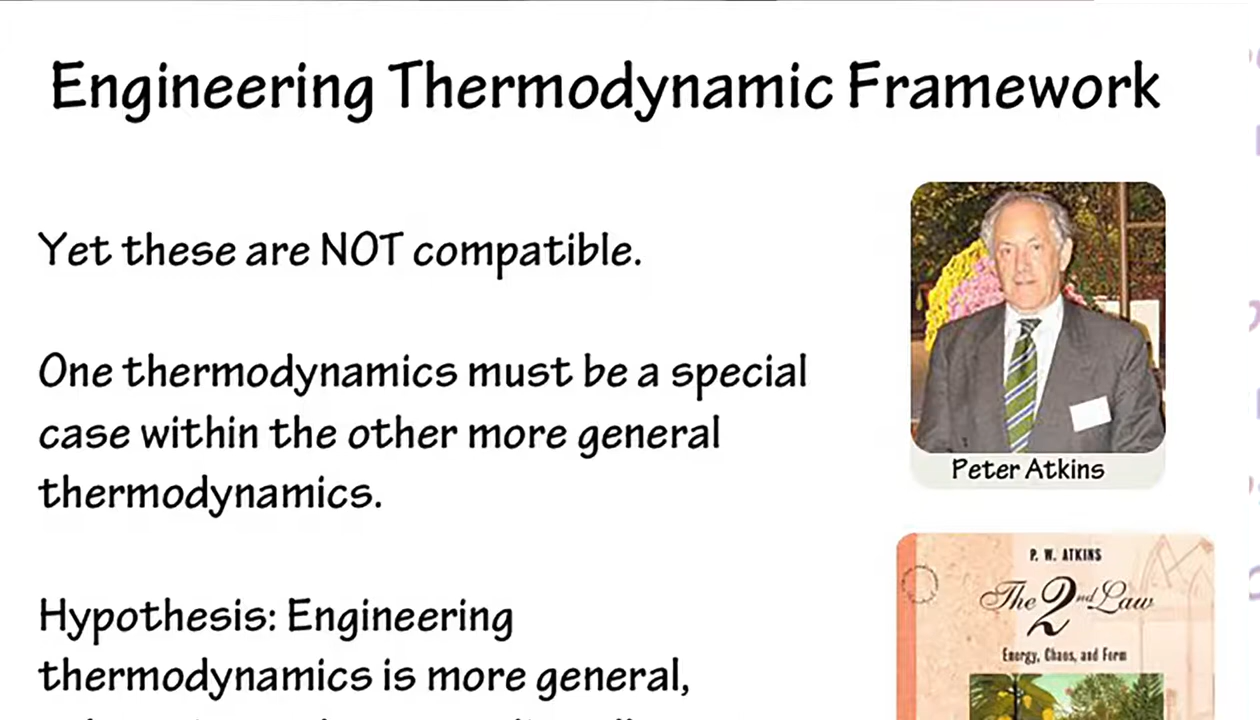 Engineering Thermodynamic Framework
Yet these are NOT compatible.
One thermodynamics must be a special
case within the other more general
thermodynamics.
Hypothesis: Engineering
thermodynamics is more general,
Peter Atkins
P. W. ATKINS
The 2nd Law
Energy, Chaos, and Form